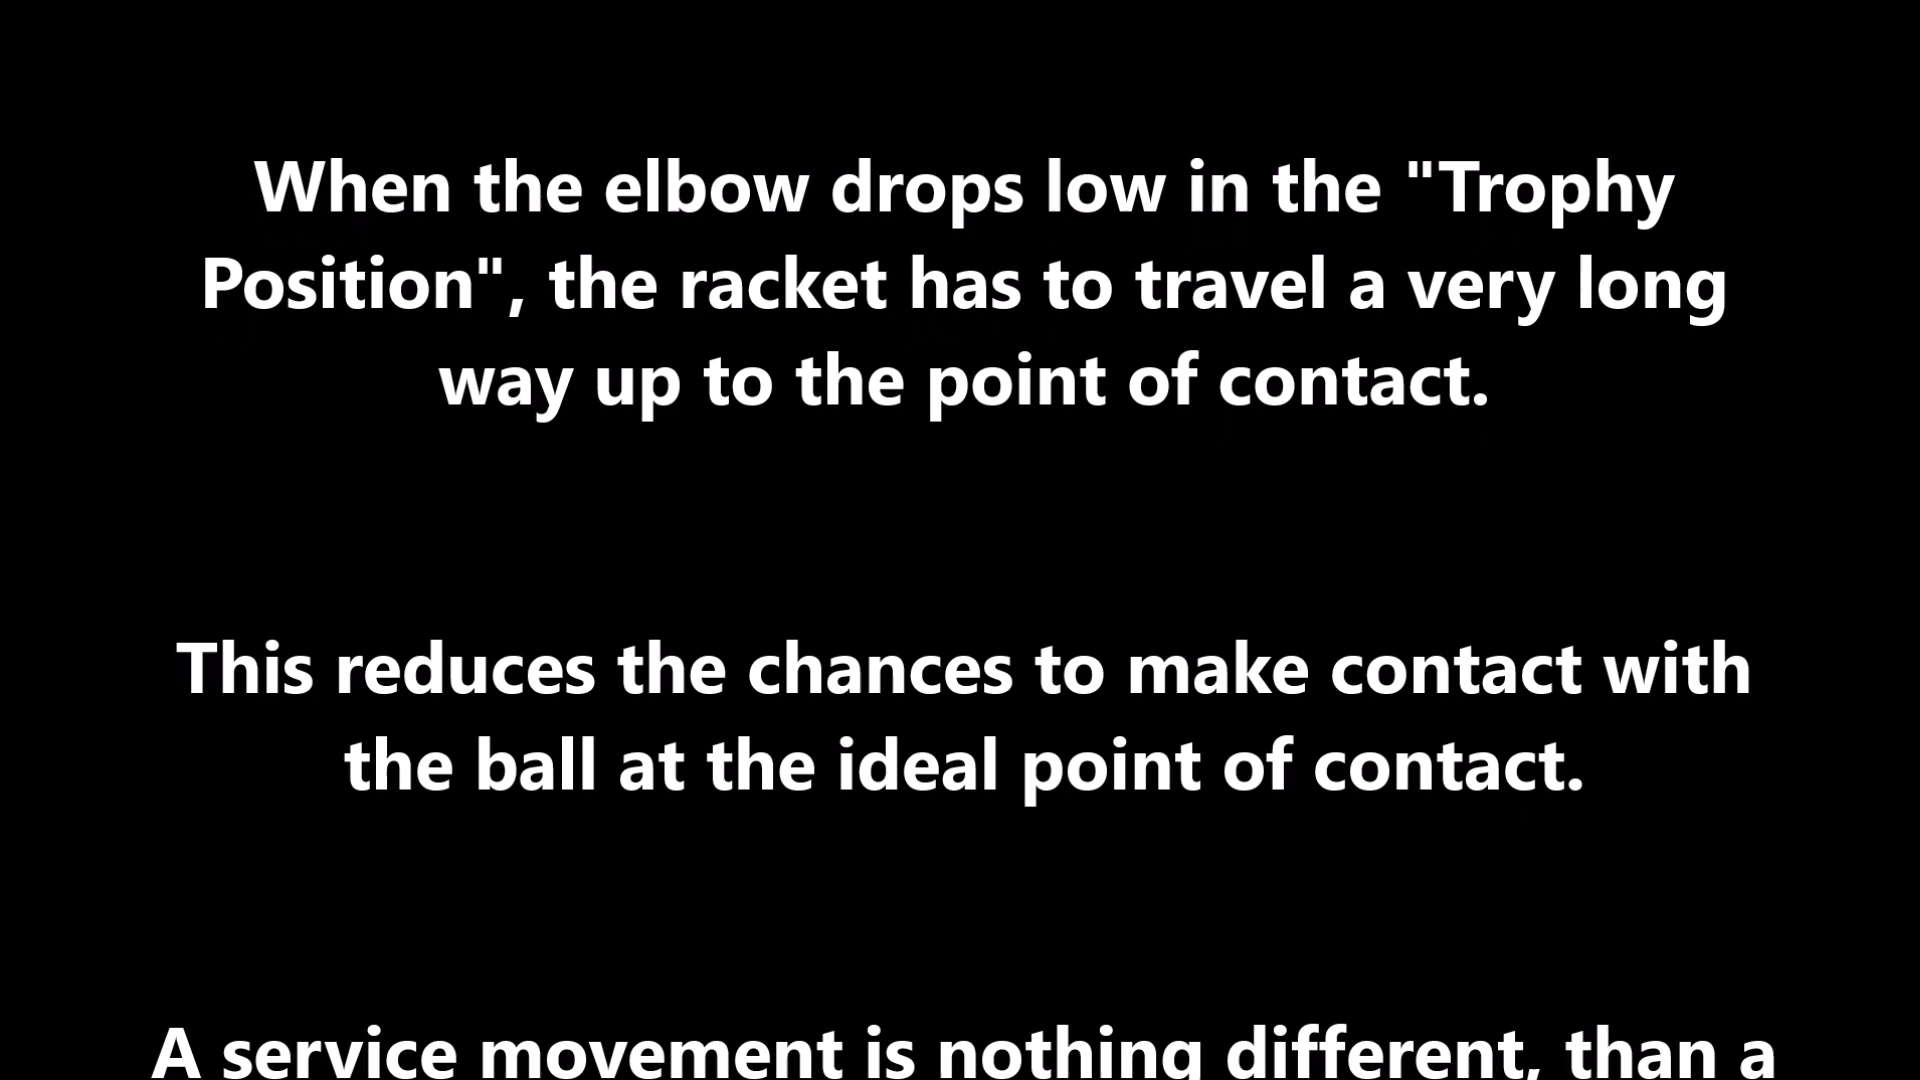 When the elbow drops low in the "Trophy
Position", the racket has to travel a very long
way up to the point of contact.
This reduces the chances to make contact with
the ball at the ideal point of contact.
A service movement is nothing different, than a